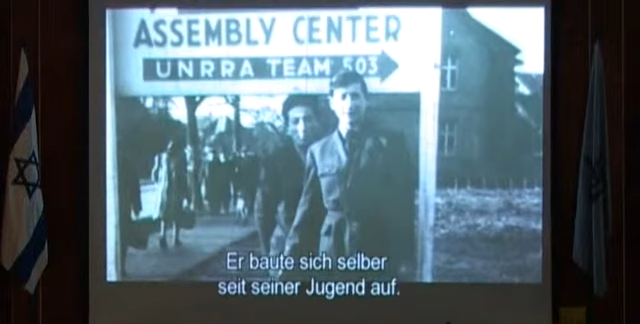 ASSEMBLY CENTER
UNRRA TEAM 503
Er baute sich selber
seit seiner Jugend auf.